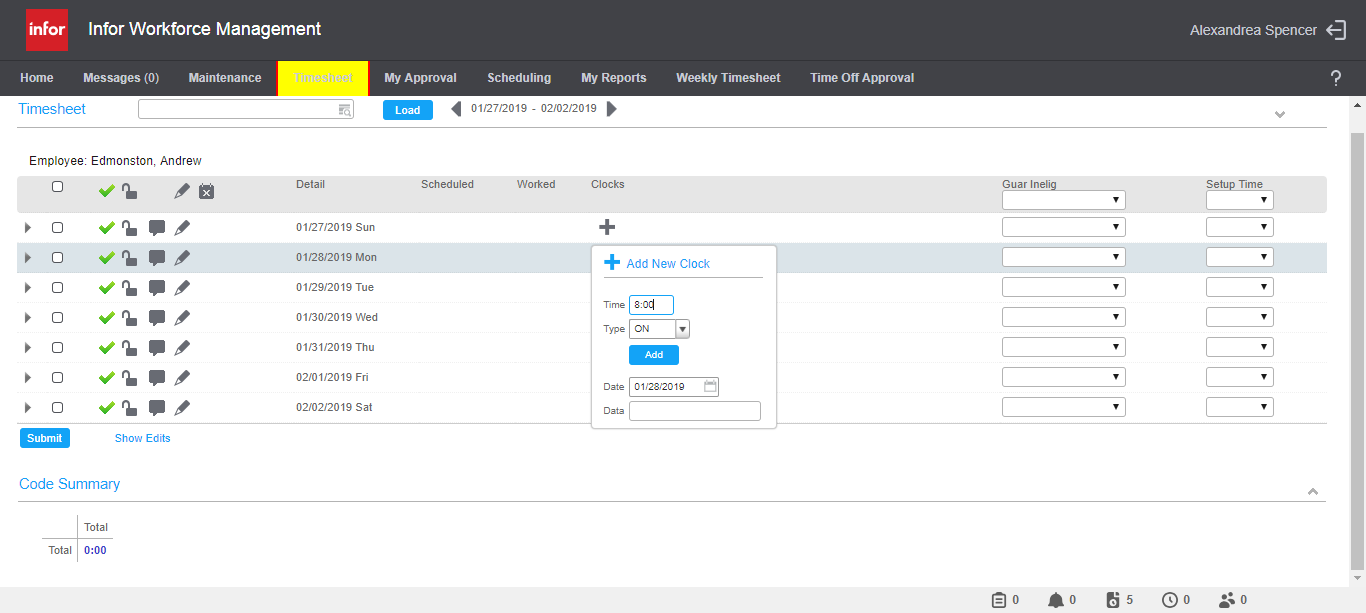 infor Infor Workforce Management Alexandrea Spencer
Home Messages (0) Maintenance Timesheet My Approval Scheduling My Reports Weekly Timesheet Time Off Approval ?
Timesheet Load 01/27/2019 - 02/02/2019
Employee: Edmonston, Andrew
Detail Scheduled Worked Clocks Guar Inelig Setup Time
01/27/2019 Sun
01/28/2019 Mon
Add New Clock
01/29/2019 Tue
Time 8:00
01/30/2019 Wed
Type ON
01/31/2019 Thu
Add
02/01/2019 Fri
Date 01/28/2019
02/02/2019 Sat
Data
Submit Show Edits
Code Summary
Total
Total 0:00
0 0 5 0 0